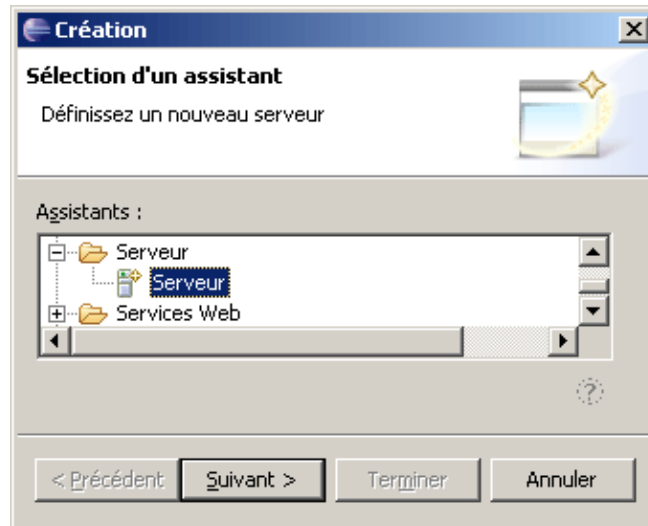 Création
Sélection d'un assistant
Définissez un nouveau serveur
Assistants :
Serveur
Serveur
Services Web
?
< Précédent Suivant > Terminer Annuler